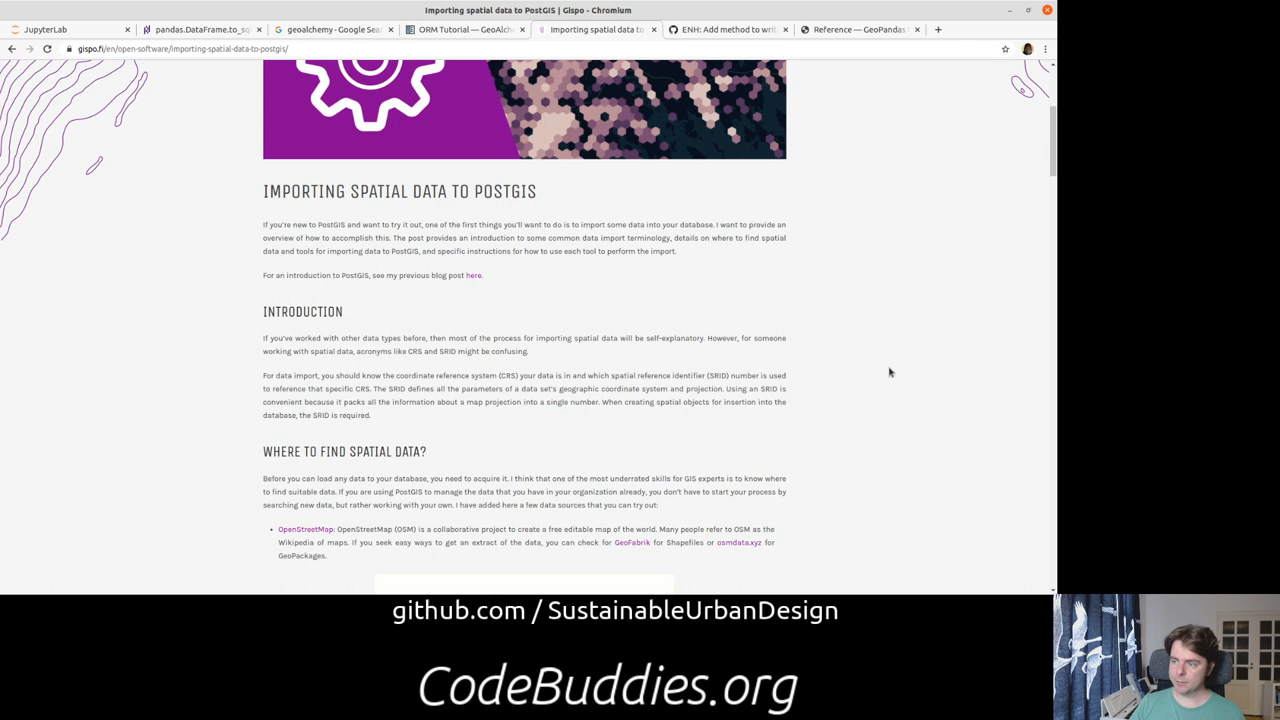 Importing spatial data to PostGIS | Gispo - Chromium
JupyterLab
pandas.DataFrame.to_sq
geoalchemy - Google Sea
ORM Tutorial — GeoAlch
Importing spatial data to
ENH: Add method to writ
Reference — GeoPandas
gispo.fi/en/open-software/importing-spatial-data-to-postgis/
IMPORTING SPATIAL DATA TO POSTGIS
If you're new to PostGIS and want to try it out, one of the first things you'll want to do is to import some data into your database. I want to provide an
overview of how to accomplish this. The post provides an introduction to some common data import terminology, details on where to find spatial
data and tools for importing data to PostGIS, and specific instructions for how to use each tool to perform the import.
For an introduction to PostGIS, see my previous blog post here.
INTRODUCTION
If you've worked with other data types before, then most of the process for importing spatial data will be self-explanatory. However, for someone
working with spatial data, acronyms like CRS and SRID might be confusing.
For data import, you should know the coordinate reference system (CRS) your data is in and which spatial reference identifier (SRID) number is used
to reference that specific CRS. The SRID defines all the parameters of a data set's geographic coordinate system and projection. Using an SRID is
convenient because it packs all the information about a map projection into a single number. When creating spatial objects for insertion into the
database, the SRID is required.
WHERE TO FIND SPATIAL DATA?
Before you can load any data to your database, you need to acquire it. I think that one of the most underrated skills for GIS experts is to know where
to find suitable data. If you are using PostGIS to manage the data that you have in your organization already, you don't have to start your process by
searching new data, but rather working with your own. I have added here a few data sources that you can try out:
• OpenStreetMap: OpenStreetMap (OSM) is a collaborative project to create a free editable map of the world. Many people refer to OSM as the
Wikipedia of maps. If you seek easy ways to get an extract of the data, you can check for GeoFabrik for Shapefiles or osmdata.xyz for
GeoPackages.
github.com / SustainableUrbanDesign
CodeBuddies.org